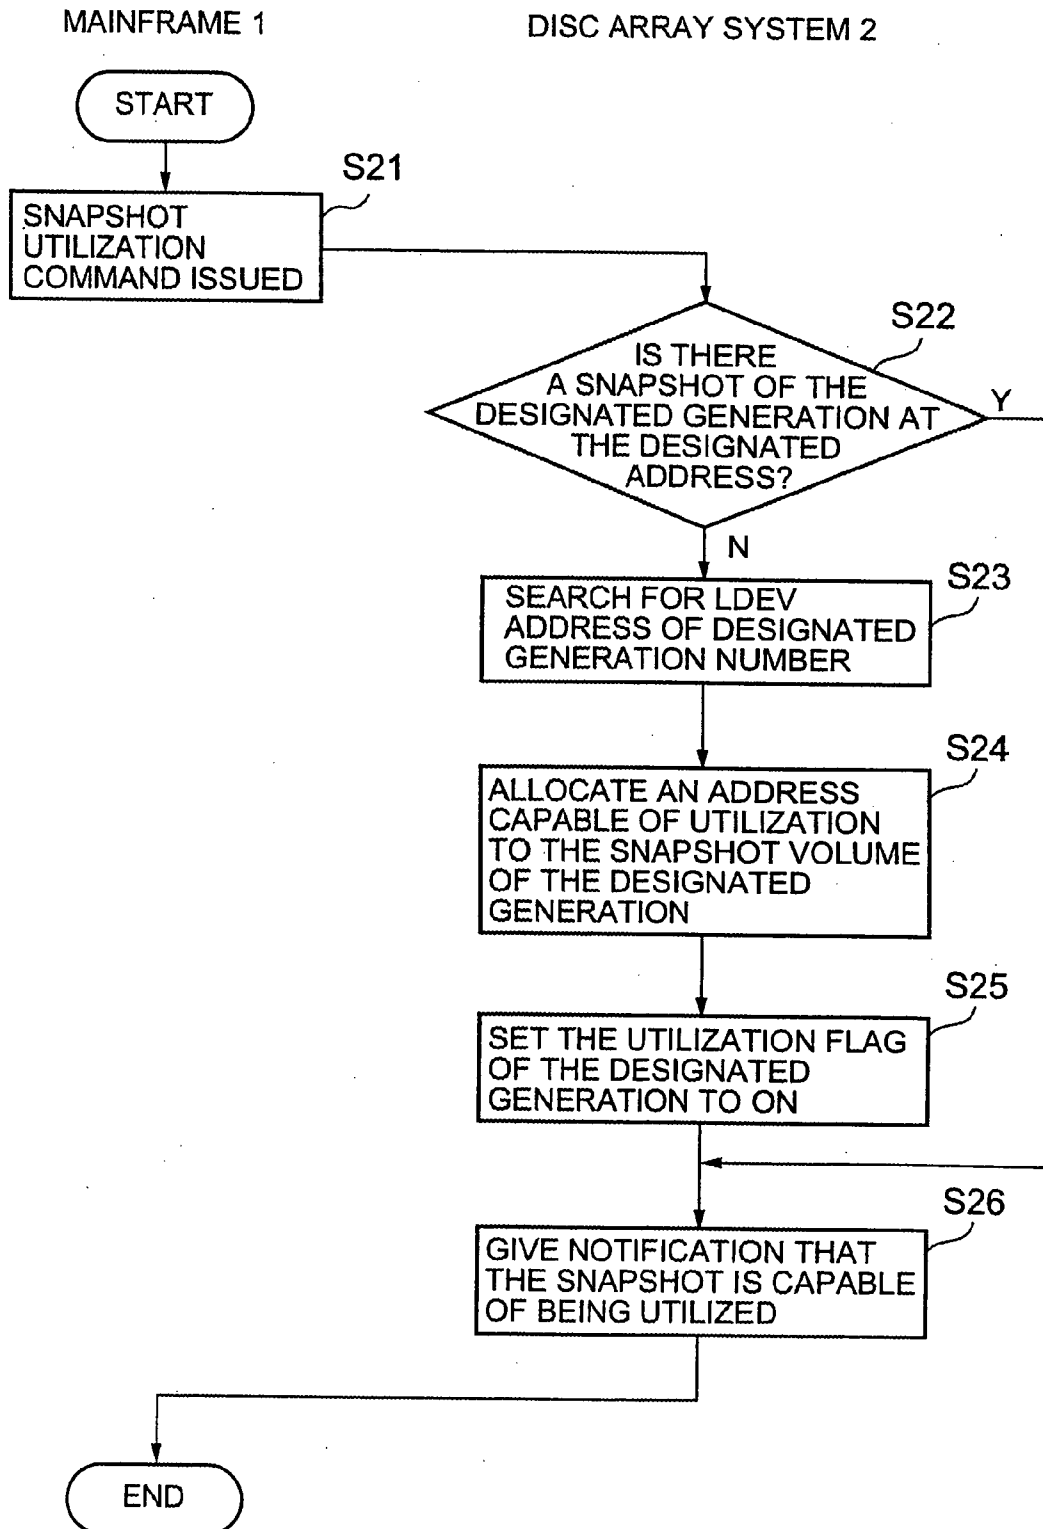 MAINFRAME 1
DISC ARRAY SYSTEM 2
START
S21
SNAPSHOT
UTILIZATION
COMMAND ISSUED
S22
IS THERE
A SNAPSHOT OF THE
DESIGNATED GENERATION AT
THE DESIGNATED
ADDRESS?
Y
N
S23
SEARCH FOR LDEV
ADDRESS OF DESIGNATED
GENERATION NUMBER
S24
ALLOCATE AN ADDRESS
CAPABLE OF UTILIZATION
TO THE SNAPSHOT VOLUME
OF THE DESIGNATED
GENERATION
S25
SET THE UTILIZATION FLAG
OF THE DESIGNATED
GENERATION TO ON
S26
GIVE NOTIFICATION THAT
THE SNAPSHOT IS CAPABLE
OF BEING UTILIZED
END